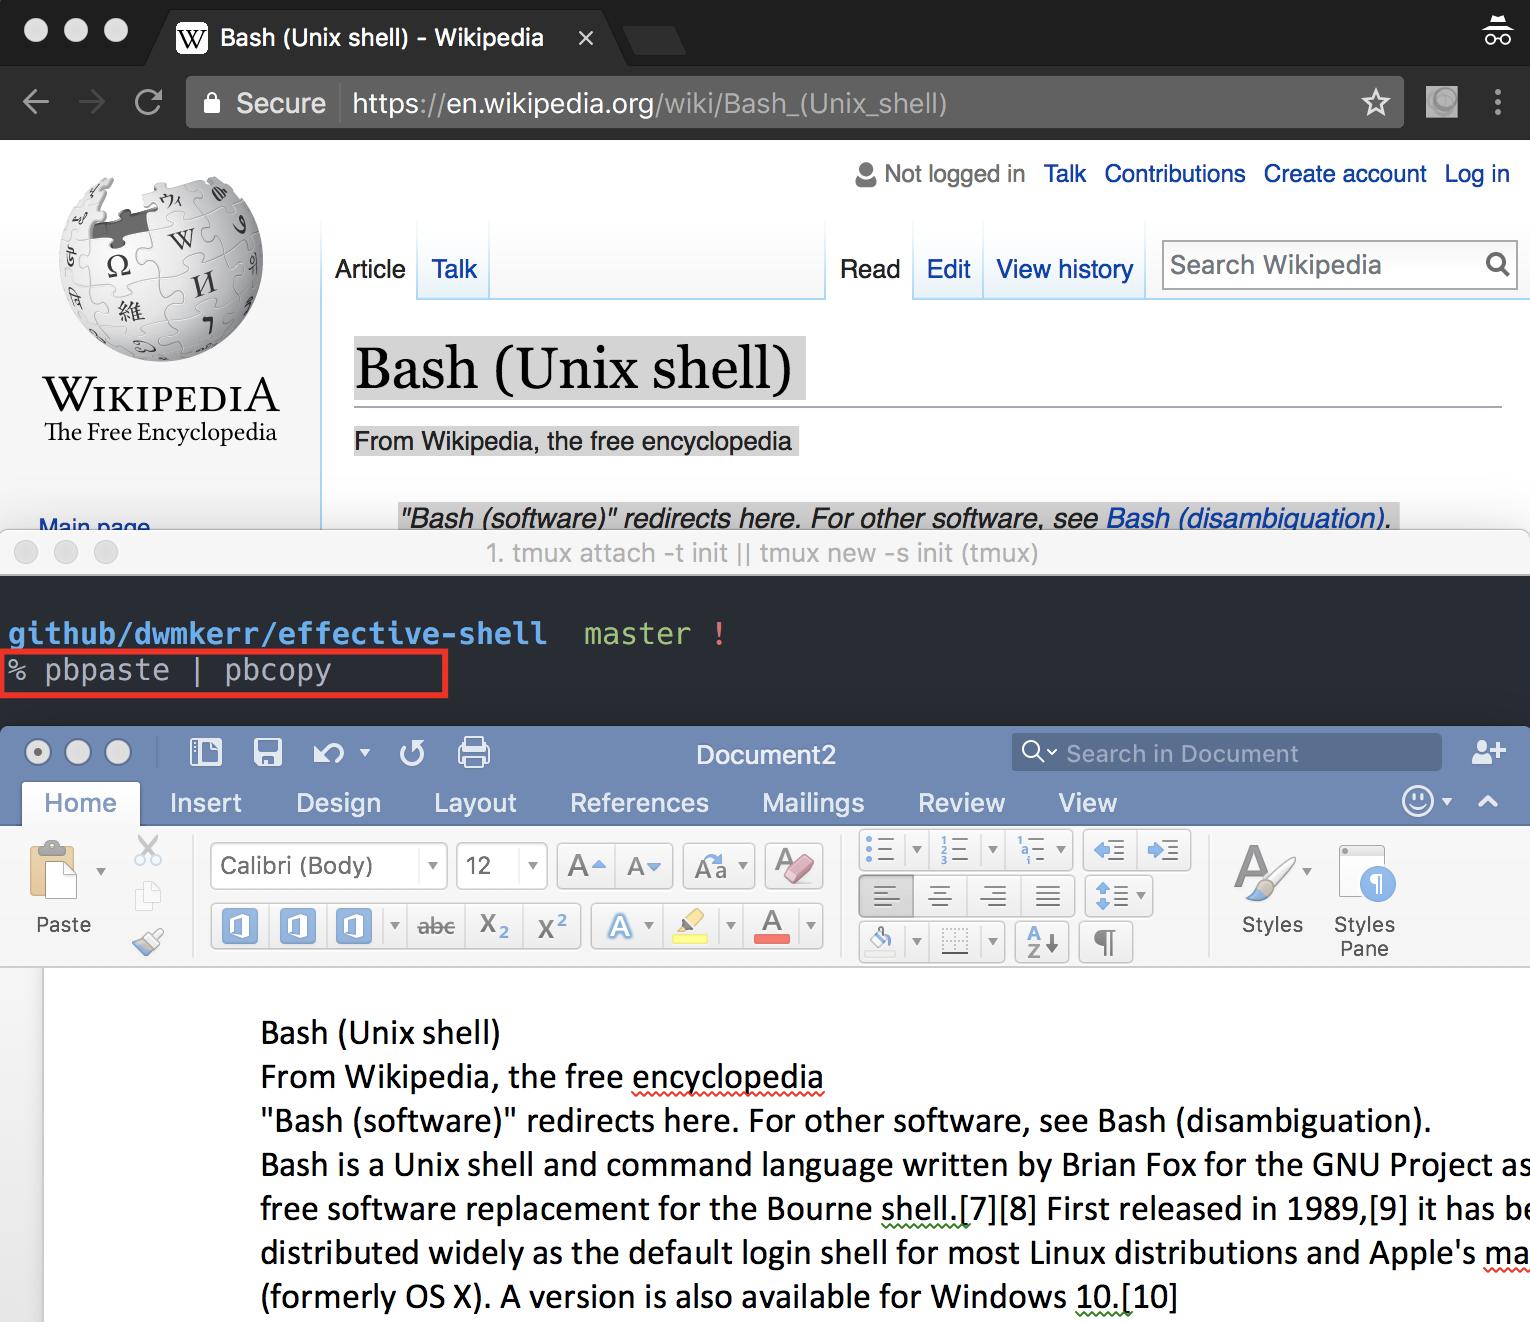 Bash (Unix shell) - Wikipedia
Secure https://en.wikipedia.org/wiki/Bash_(Unix_shell)
Not logged in Talk Contributions Create account Log in
Article Talk Read Edit View history Search Wikipedia
Ω W И 維 ウィ
WIKIPEDIA
The Free Encyclopedia
Bash (Unix shell)
From Wikipedia, the free encyclopedia
"Bash (software)" redirects here. For other software, see Bash (disambiguation).
Main page
1. tmux attach -t init || tmux new -s init (tmux)
github/dwmkerr/effective-shell master !
% pbpaste | pbcopy
Document2 Search in Document
Home Insert Design Layout References Mailings Review View
Paste
Calibri (Body) 12 A A Aa A
abc X2 X2 A A
A Z ¶
Styles Styles Pane
Bash (Unix shell)
From Wikipedia, the free encyclopedia
"Bash (software)" redirects here. For other software, see Bash (disambiguation).
Bash is a Unix shell and command language written by Brian Fox for the GNU Project as
free software replacement for the Bourne shell.[7][8] First released in 1989,[9] it has be
distributed widely as the default login shell for most Linux distributions and Apple's ma
(formerly OS X). A version is also available for Windows 10.[10]